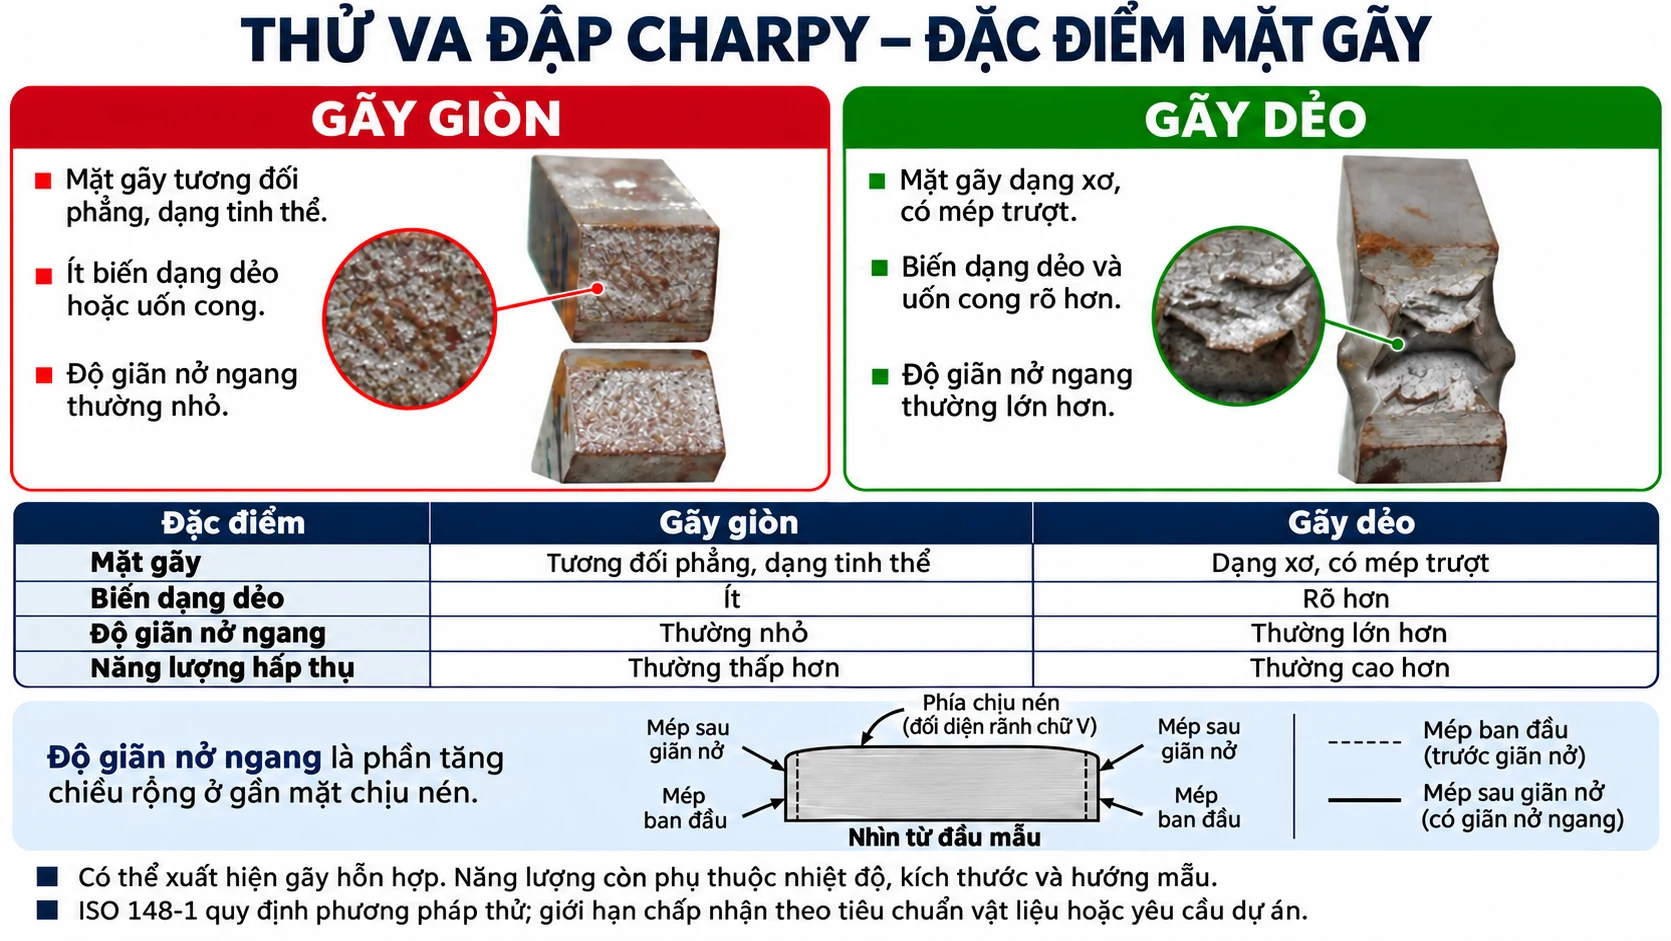 THỬ VA ĐẬP CHARPY – ĐẶC ĐIỂM MẶT GÃY
GÃY GIÒN
Mặt gãy tương đối
phẳng, dạng tinh thể.
Ít biến dạng dẻo
hoặc uốn cong.
Độ giãn nở ngang
thường nhỏ.
GÃY DẺO
Mặt gãy dạng xơ,
có mép trượt.
Biến dạng dẻo và
uốn cong rõ hơn.
Độ giãn nở ngang
thường lớn hơn.
Đặc điểm Gãy giòn Gãy dẻo
Mặt gãy Tương đối phẳng, dạng tinh thể Dạng xơ, có mép trượt
Biến dạng dẻo Ít Rõ hơn
Độ giãn nở ngang Thường nhỏ Thường lớn hơn
Năng lượng hấp thụ Thường thấp hơn Thường cao hơn
Độ giãn nở ngang là phần tăng
chiều rộng ở gần mặt chịu nén.
Phía chịu nén
(đối diện rãnh chữ V)
Mép sau
giãn nở
Mép
ban đầu
Mép sau
giãn nở
Mép
ban đầu
Nhìn từ đầu mẫu
Mép ban đầu
(trước giãn nở)
Mép sau giãn nở
(có giãn nở ngang)
Có thể xuất hiện gãy hỗn hợp. Năng lượng còn phụ thuộc nhiệt độ, kích thước và hướng mẫu.
ISO 148-1 quy định phương pháp thử; giới hạn chấp nhận theo tiêu chuẩn vật liệu hoặc yêu cầu dự án.